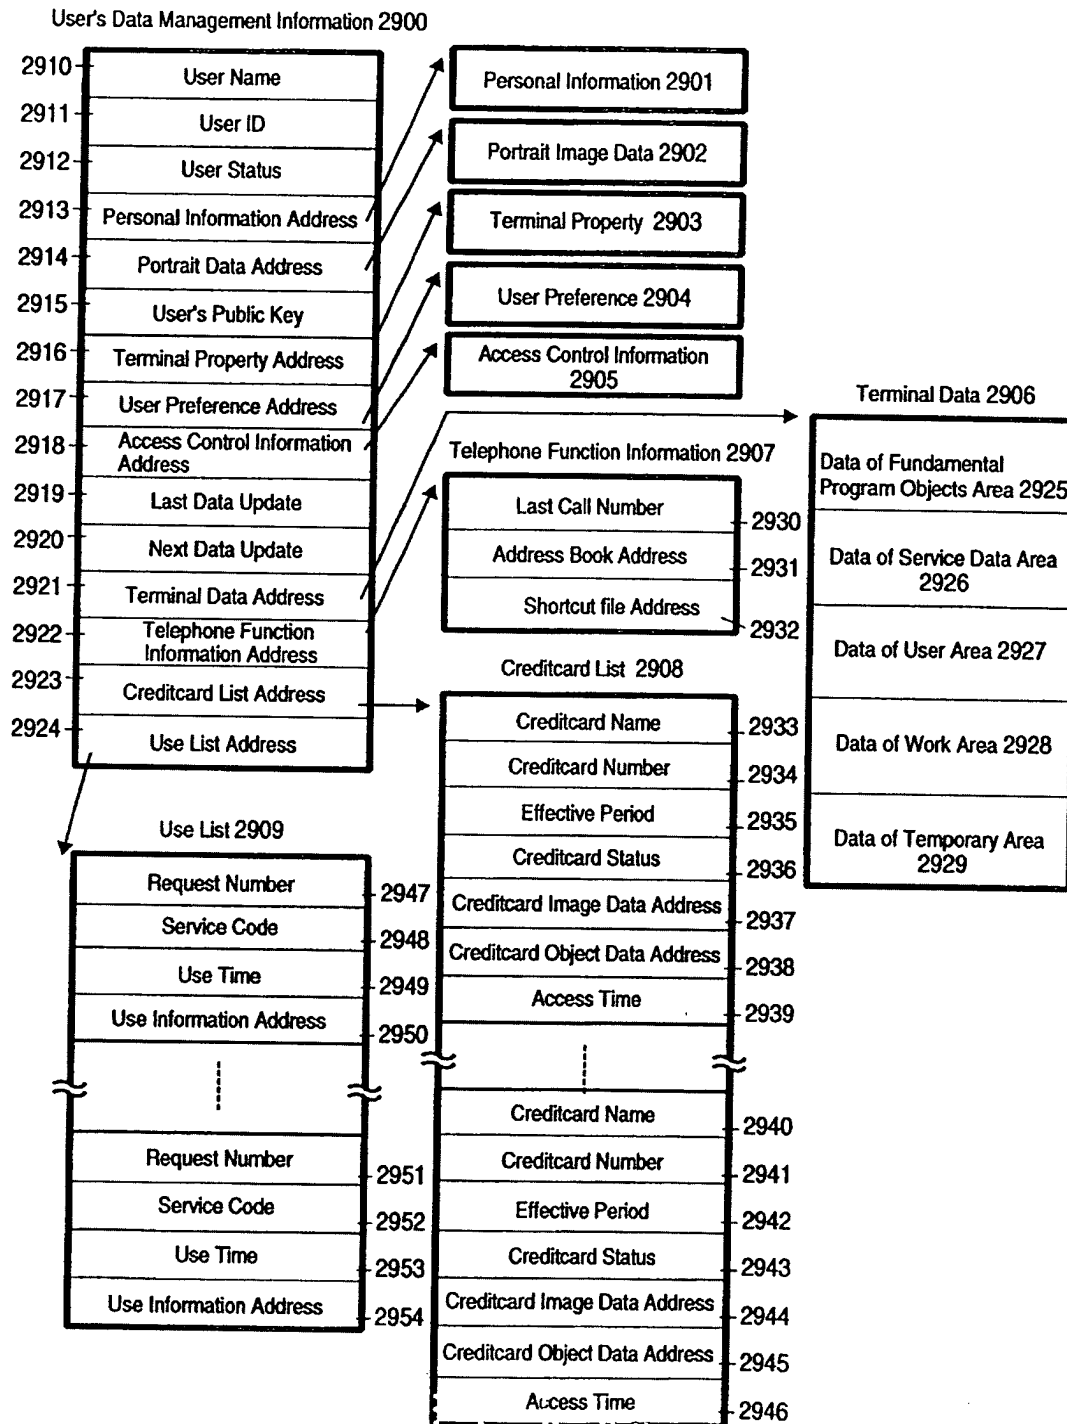 User's Data Management Information 2900
2910
User Name
2911
User ID
2912
User Status
2913
Personal Information Address
2914
Portrait Data Address
2915
User's Public Key
2916
Terminal Property Address
2917
User Preference Address
2918
Access Control Information
Address
2919
Last Data Update
2920
Next Data Update
2921
Terminal Data Address
2922
Telephone Function
Information Address
2923
Creditcard List Address
2924
Use List Address
Personal Information 2901
Portrait Image Data 2902
Terminal Property 2903
User Preference 2904
Access Control Information
2905
Terminal Data 2906
Data of Fundamental
Program Objects Area 2925
Data of Service Data Area
2926
Data of User Area 2927
Data of Work Area 2928
Data of Temporary Area
2929
Telephone Function Information 2907
Last Call Number
2930
Address Book Address
2931
Shortcut file Address
2932
Creditcard List 2908
Creditcard Name
2933
Creditcard Number
2934
Effective Period
2935
Creditcard Status
2936
Creditcard Image Data Address
2937
Creditcard Object Data Address
2938
Access Time
2939
Creditcard Name
2940
Creditcard Number
2941
Effective Period
2942
Creditcard Status
2943
Creditcard Image Data Address
2944
Creditcard Object Data Address
2945
Access Time
2946
Use List 2909
Request Number
2947
Service Code
2948
Use Time
2949
Use Information Address
2950
Request Number
2951
Service Code
2952
Use Time
2953
Use Information Address
2954